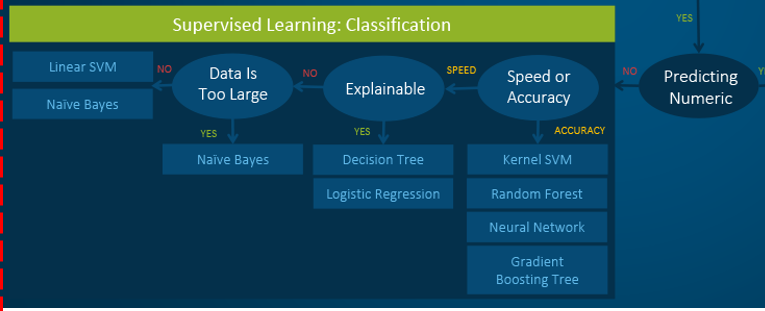 YES
Supervised Learning: Classification
Linear SVM
Naïve Bayes
NO
Data Is
Too Large
NO
Explainable
SPEED
Speed or
Accuracy
NO
Predicting
Numeric
YES
YES
ACCURACY
Naïve Bayes
Decision Tree
Logistic Regression
Kernel SVM
Random Forest
Neural Network
Gradient
Boosting Tree